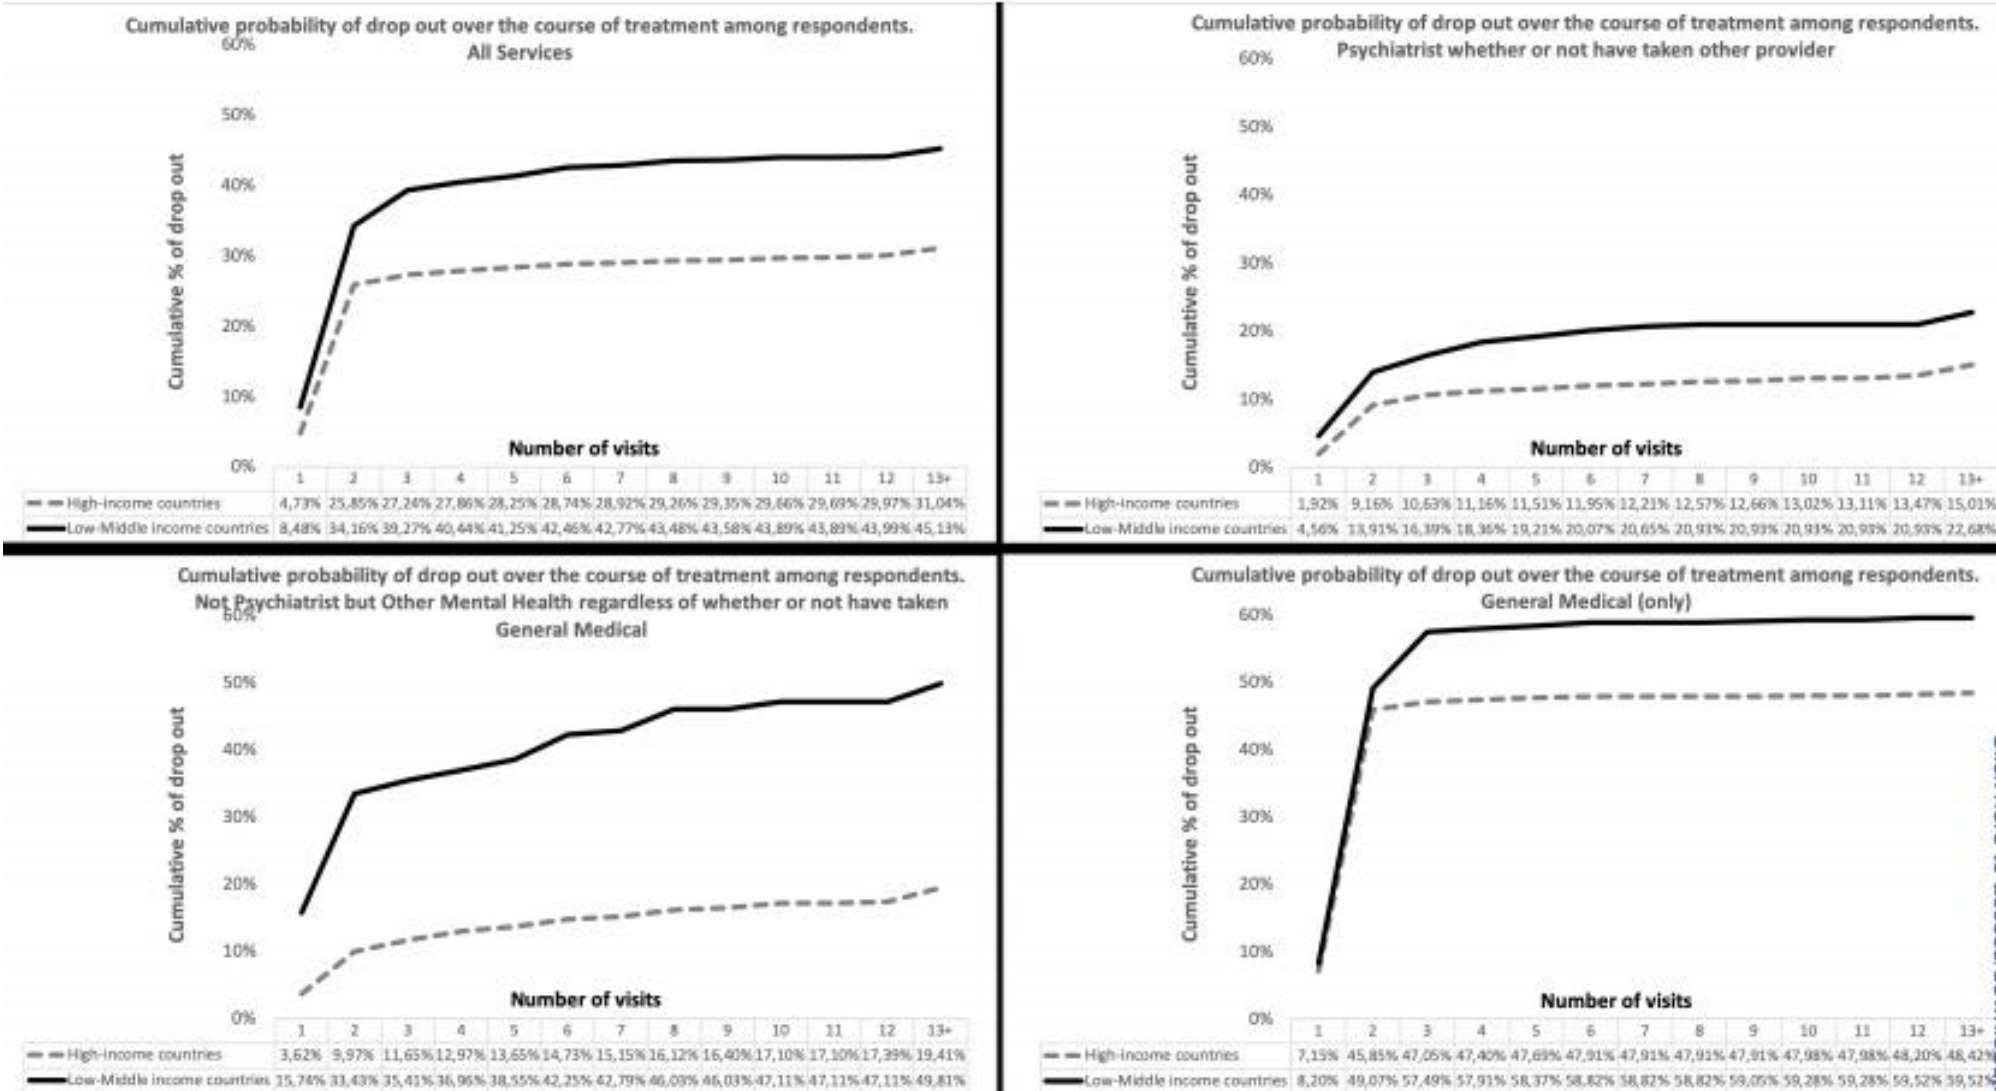 Cumulative probability of drop out over the course of treatment among respondents.
All Services
60%
50%
40%
30%
20%
10%
0%
Cumulative % of drop out
Number of visits
1 2 3 4 5 6 7 8 9 10 11 12 13+
High-income countries 4,73% 25,85% 27,24% 27,86% 28,25% 28,74% 28,92% 29,26% 29,35% 29,66% 29,69% 29,97% 31,04%
Low-Middle income countries 8,48% 34,16% 39,27% 40,44% 41,25% 42,46% 42,77% 43,48% 43,58% 43,89% 43,89% 43,99% 45,13%
Cumulative probability of drop out over the course of treatment among respondents.
Psychiatrist whether or not have taken other provider
60%
50%
40%
30%
20%
10%
0%
Cumulative % of drop out
Number of visits
1 2 3 4 5 6 7 8 9 10 11 12 13+
High-income countries 1,92% 9,16% 10,63% 11,16% 11,51% 11,95% 12,21% 12,57% 12,66% 13,02% 13,11% 13,47% 15,01%
Low-Middle income countries 4,56% 13,91% 16,39% 18,36% 19,21% 20,07% 20,65% 20,93% 20,93% 20,93% 20,93% 20,93% 22,68%
Cumulative probability of drop out over the course of treatment among respondents.
Not Psychiatrist but Other Mental Health regardless of whether or not have taken
General Medical
60%
50%
40%
30%
20%
10%
0%
Cumulative % of drop out
Number of visits
1 2 3 4 5 6 7 8 9 10 11 12 13+
High-income countries 3,62% 9,97% 11,65% 12,97% 13,65% 14,73% 15,15% 16,12% 16,40% 17,10% 17,10% 17,39% 19,41%
Low-Middle income countries 15,74% 33,43% 35,41% 36,96% 38,55% 42,25% 42,79% 46,03% 46,03% 47,11% 47,11% 47,11% 49,81%
Cumulative probability of drop out over the course of treatment among respondents.
General Medical (only)
60%
50%
40%
30%
20%
10%
0%
Cumulative % of drop out
Number of visits
1 2 3 4 5 6 7 8 9 10 11 12 13+
High-income countries 7,15% 45,85% 47,05% 47,40% 47,69% 47,91% 47,91% 47,91% 47,91% 47,98% 47,98% 48,20% 48,42%
Low-Middle income countries 8,20% 49,07% 57,49% 57,91% 58,37% 58,82% 58,82% 58,82% 59,05% 59,28% 59,28% 59,52% 59,52%